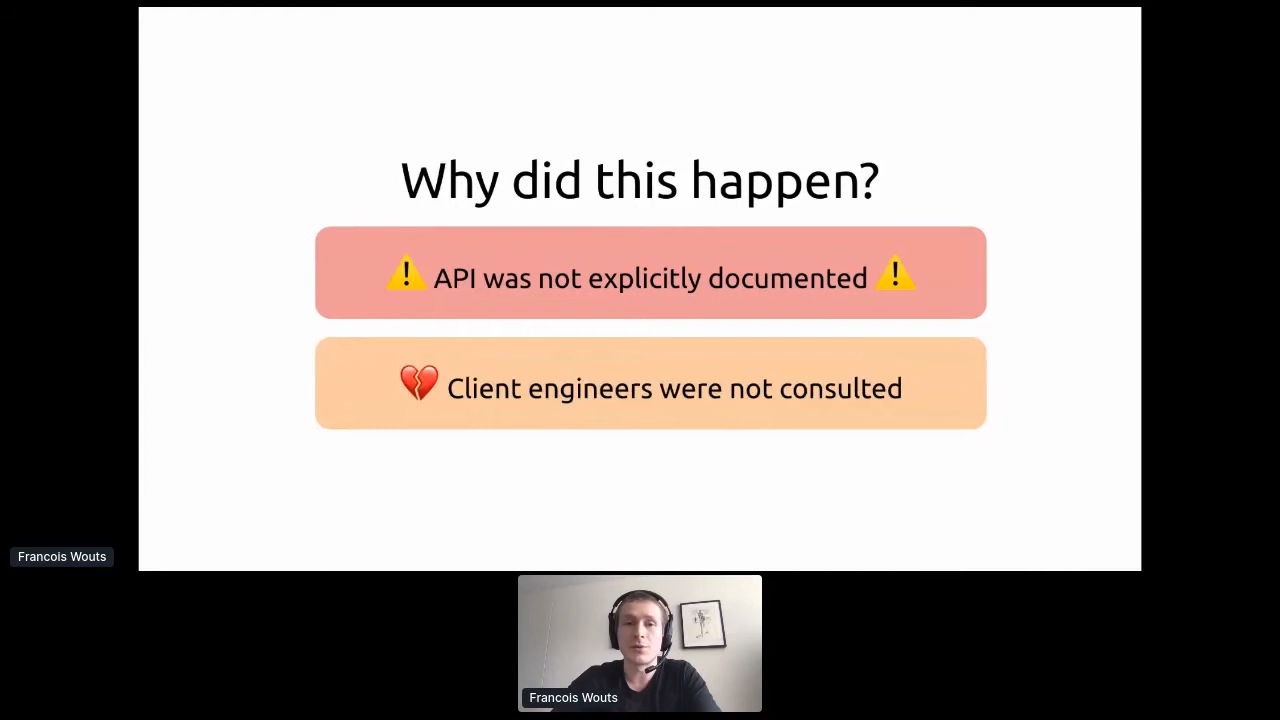 Why did this happen?
⚠️ API was not explicitly documented ⚠️
💔 Client engineers were not consulted
Francois Wouts
Francois Wouts